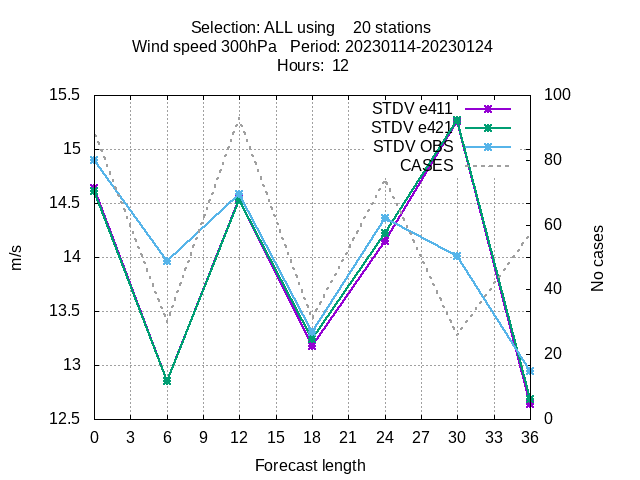 Selection: ALL using    20 stations
Wind speed 300hPa   Period: 20230114-20230124
Hours:  12
15.5
15
14.5
14
13.5
13
12.5
m/s
STDV e411
STDV e421
STDV OBS
CASES
100
80
60
40
20
0
No cases
0 3 6 9 12 15 18 21 24 27 30 33 36
Forecast length